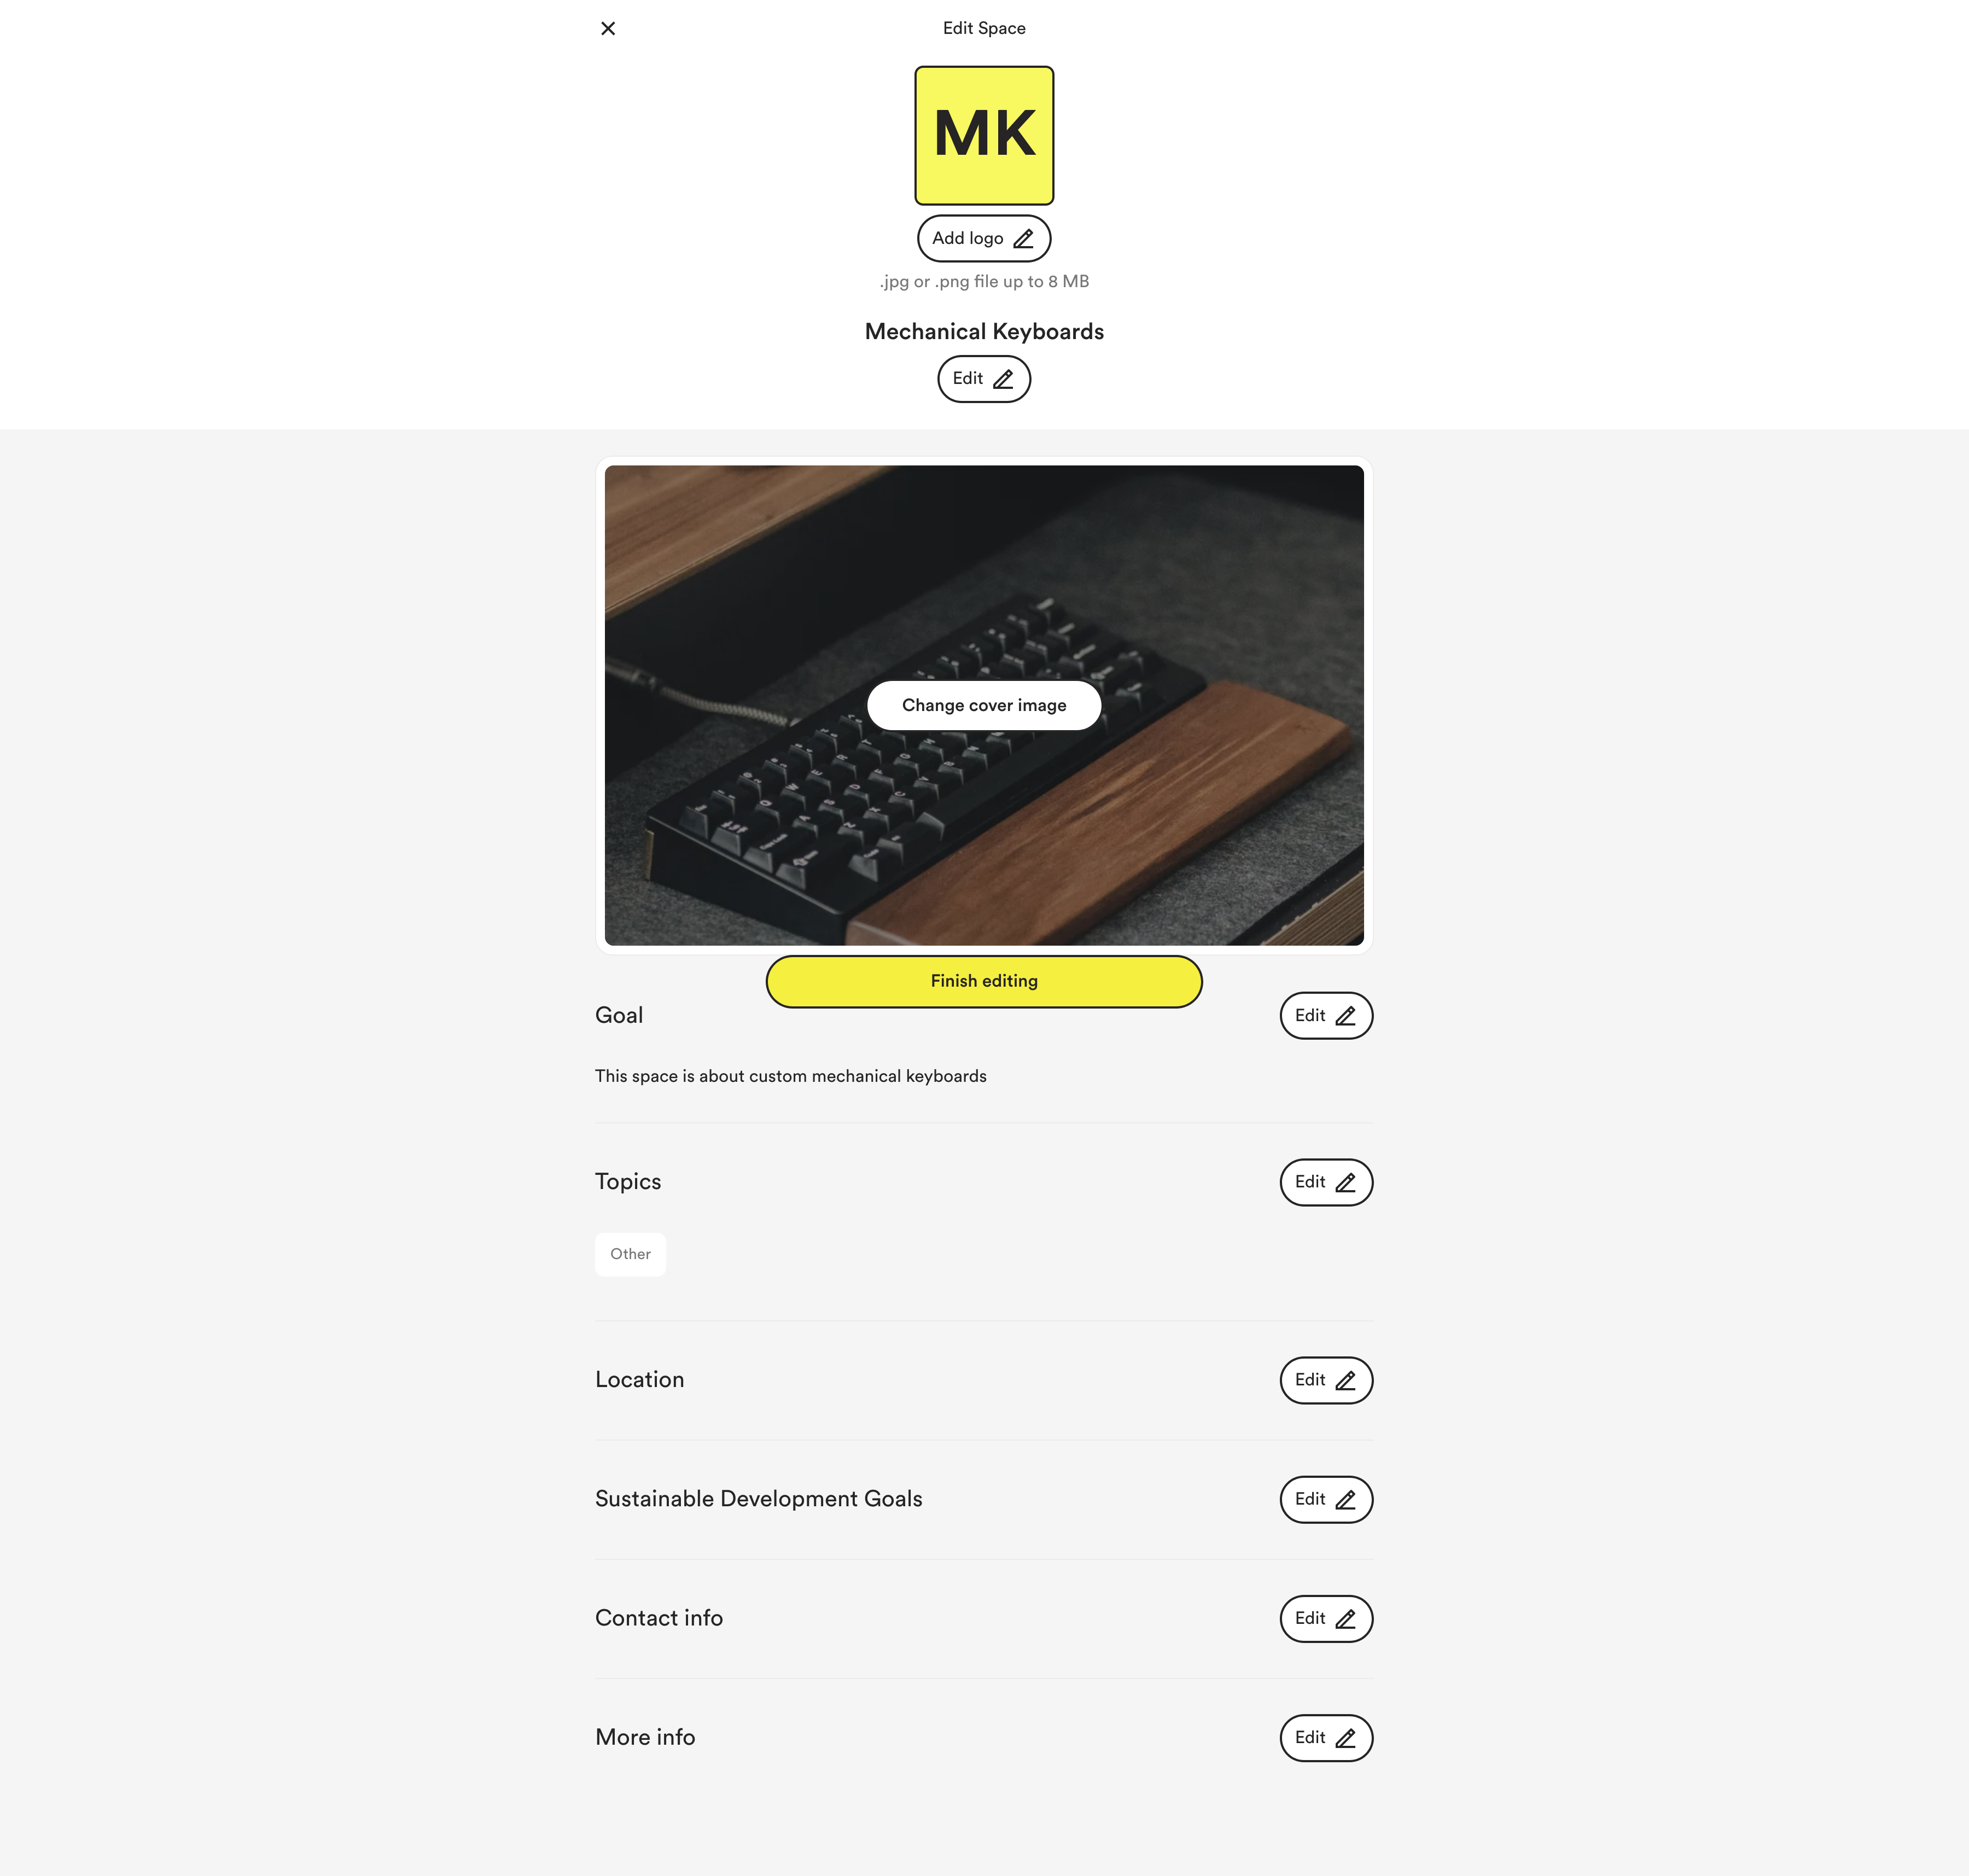 Edit Space
MK
Add logo
.jpg or .png file up to 8 MB
Mechanical Keyboards
Edit
Change cover image
Finish editing
Goal
Edit
This space is about custom mechanical keyboards
Topics
Edit
Other
Location
Edit
Sustainable Development Goals
Edit
Contact info
Edit
More info
Edit